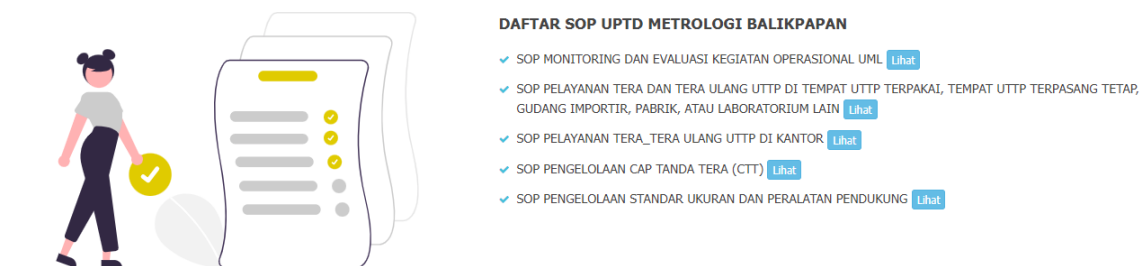 DAFTAR SOP UPTD METROLOGI BALIKPAPAN
SOP MONITORING DAN EVALUASI KEGIATAN OPERASIONAL UML Lihat
SOP PELAYANAN TERA DAN TERA ULANG UTTP DI TEMPAT UTTP TERPAKAI, TEMPAT UTTP TERPASANG TETAP,
GUDANG IMPORTIR, PABRIK, ATAU LABORATORIUM LAIN Lihat
SOP PELAYANAN TERA_TERA ULANG UTTP DI KANTOR Lihat
SOP PENGELOLAAN CAP TANDA TERA (CTT) Lihat
SOP PENGELOLAAN STANDAR UKURAN DAN PERALATAN PENDUKUNG Lihat